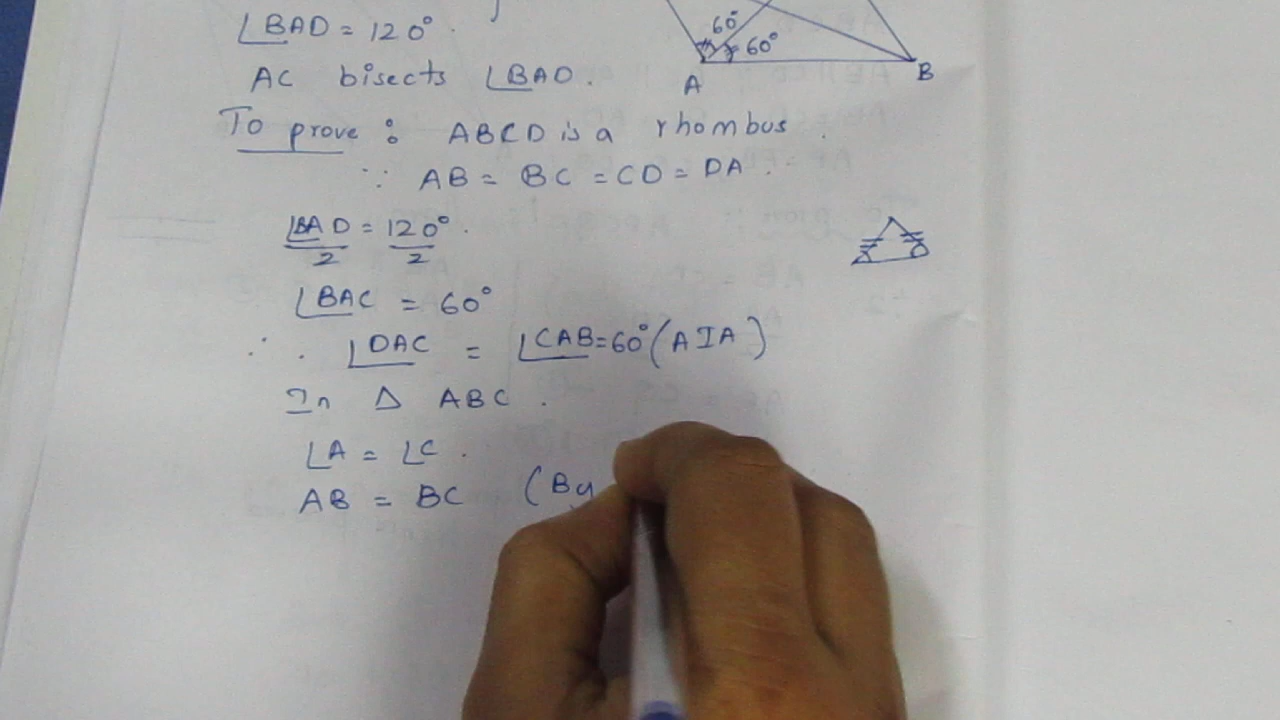 ∠BAD = 120°.
AC bisects ∠BAD.
To prove : ABCD is a rhombus.
∵ AB = BC = CD = DA.
∠BAD/2 = 120°/2.
∠BAC = 60°
∴ ∠DAC = ∠CAB=60° (AIA)
In Δ ABC.
∠A = ∠C.
AB = BC (By
60°
60°
A
B